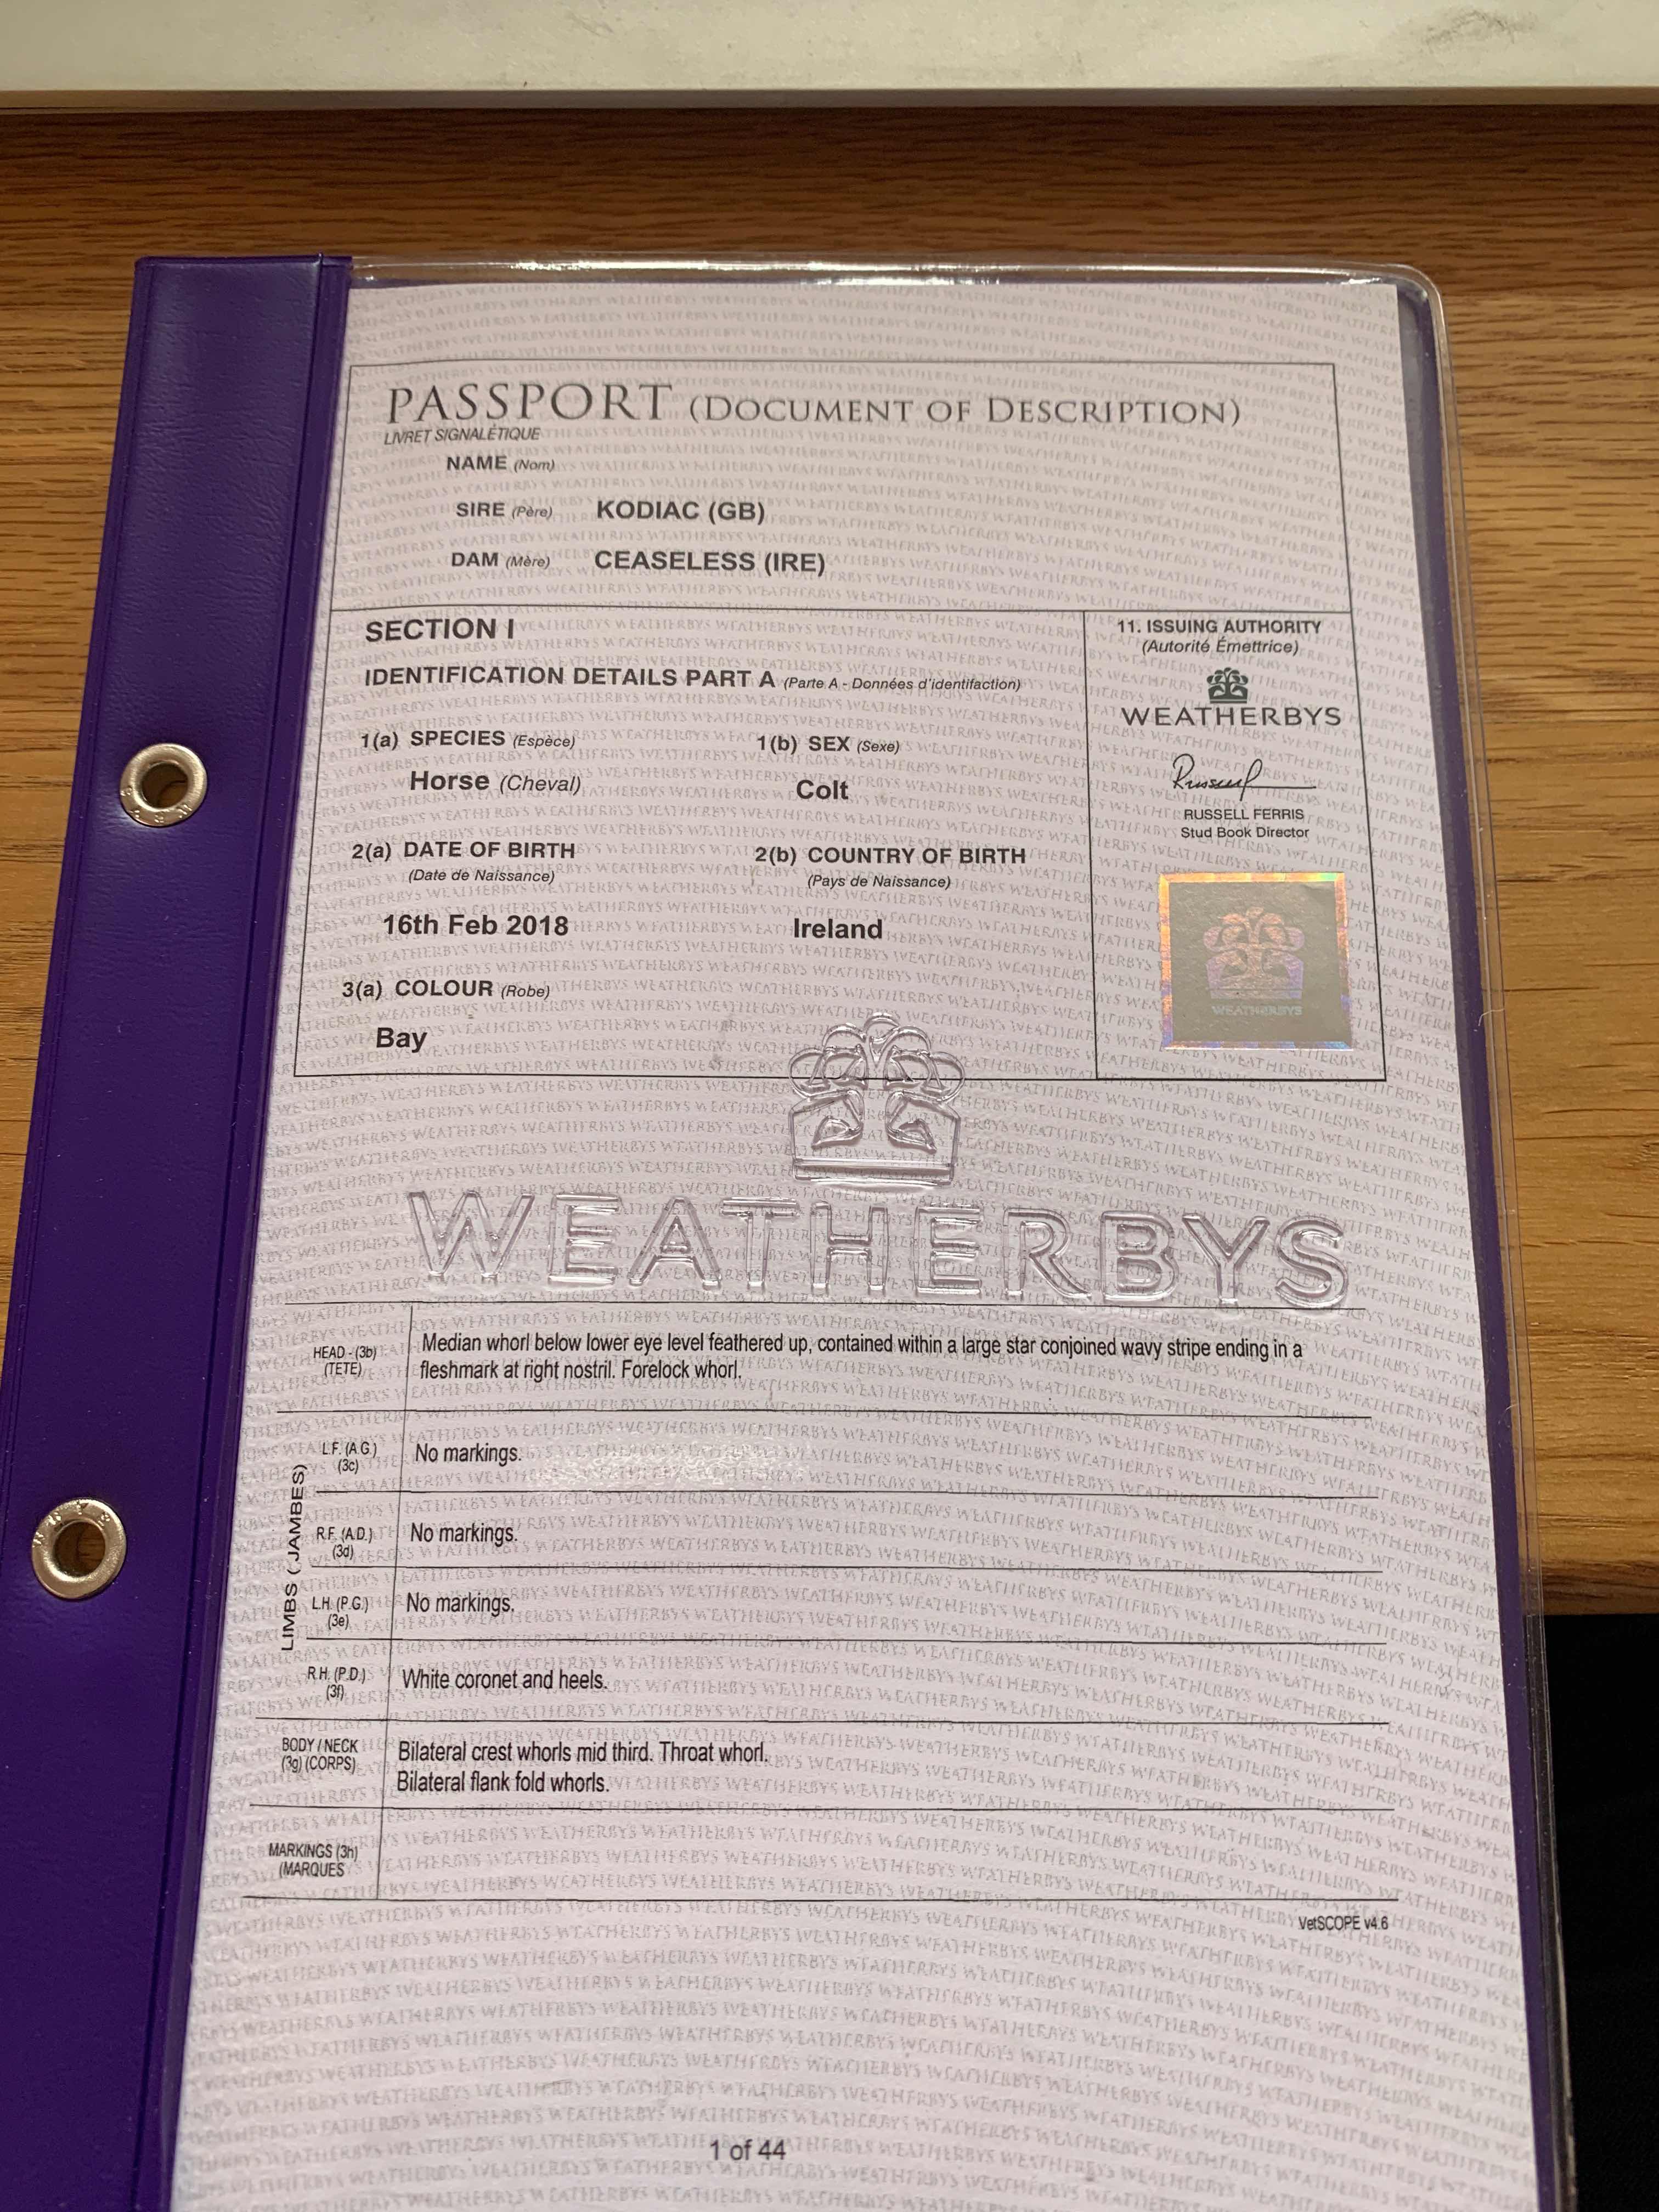 PASSPORT (DOCUMENT OF DESCRIPTION)
LIVRET SIGNALÉTIQUE
NAME (Nom)
SIRE (Père) KODIAC (GB)
DAM (Mère) CEASELESS (IRE)
SECTION I
IDENTIFICATION DETAILS PART A (Parte A - Données d'identifaction)
1(a) SPECIES (Espèce)
Horse (Cheval)
1(b) SEX (Sexe)
Colt
2(a) DATE OF BIRTH
(Date de Naissance)
16th Feb 2018
2(b) COUNTRY OF BIRTH
(Pays de Naissance)
Ireland
3(a) COLOUR (Robe)
Bay
11. ISSUING AUTHORITY
(Autorité Émettrice)
WEATHERBYS
RUSSELL FERRIS
Stud Book Director
WEATHERBYS
WEATHERBYS
HEAD - (3b)
(TETE)
Median whorl below lower eye level feathered up, contained within a large star conjoined wavy stripe ending in a
fleshmark at right nostril. Forelock whorl.
LIMBS (JAMBES)
L.F. (A.G.)
(3c)
No markings.
R.F. (A.D.)
(3d)
No markings.
L.H. (P.G.)
(3e)
No markings.
R.H. (P.D.)
(3f)
White coronet and heels.
BODY / NECK
(3g) (CORPS)
Bilateral crest whorls mid third. Throat whorl.
Bilateral flank fold whorls.
MARKINGS (3h)
(MARQUES
VetSCOPE v4.6
1 of 44